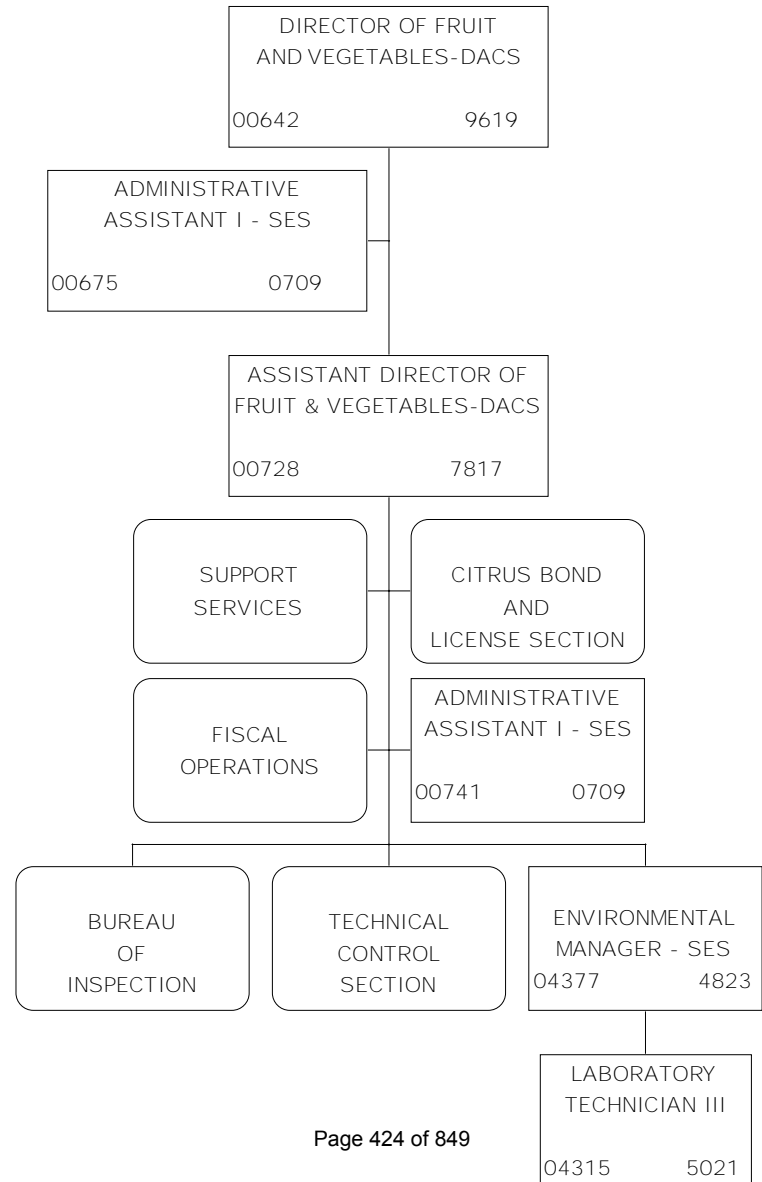 DIRECTOR OF FRUIT
AND VEGETABLES-DACS
00642 9619
ADMINISTRATIVE
ASSISTANT I - SES
00675 0709
ASSISTANT DIRECTOR OF
FRUIT & VEGETABLES-DACS
00728 7817
SUPPORT
SERVICES
CITRUS BOND
AND
LICENSE SECTION
FISCAL
OPERATIONS
ADMINISTRATIVE
ASSISTANT I - SES
00741 0709
BUREAU
OF
INSPECTION
TECHNICAL
CONTROL
SECTION
ENVIRONMENTAL
MANAGER - SES
04377 4823
LABORATORY
TECHNICIAN III
04315 5021
Page 424 of 849